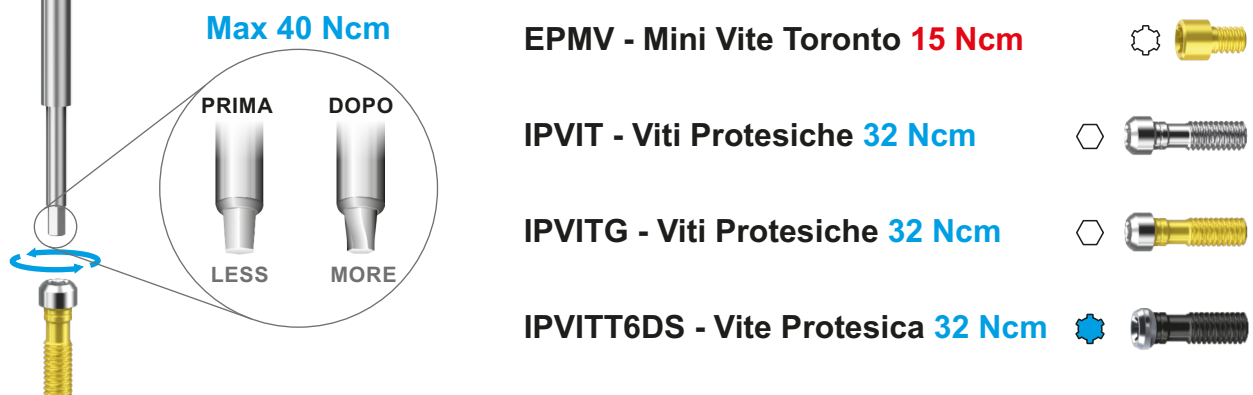 Max 40 Ncm
PRIMA DOPO
LESS MORE
EPMV - Mini Vite Toronto 15 Ncm
IPVIT - Viti Protesiche 32 Ncm
IPVITG - Viti Protesiche 32 Ncm
IPVITT6DS - Vite Protesica 32 Ncm